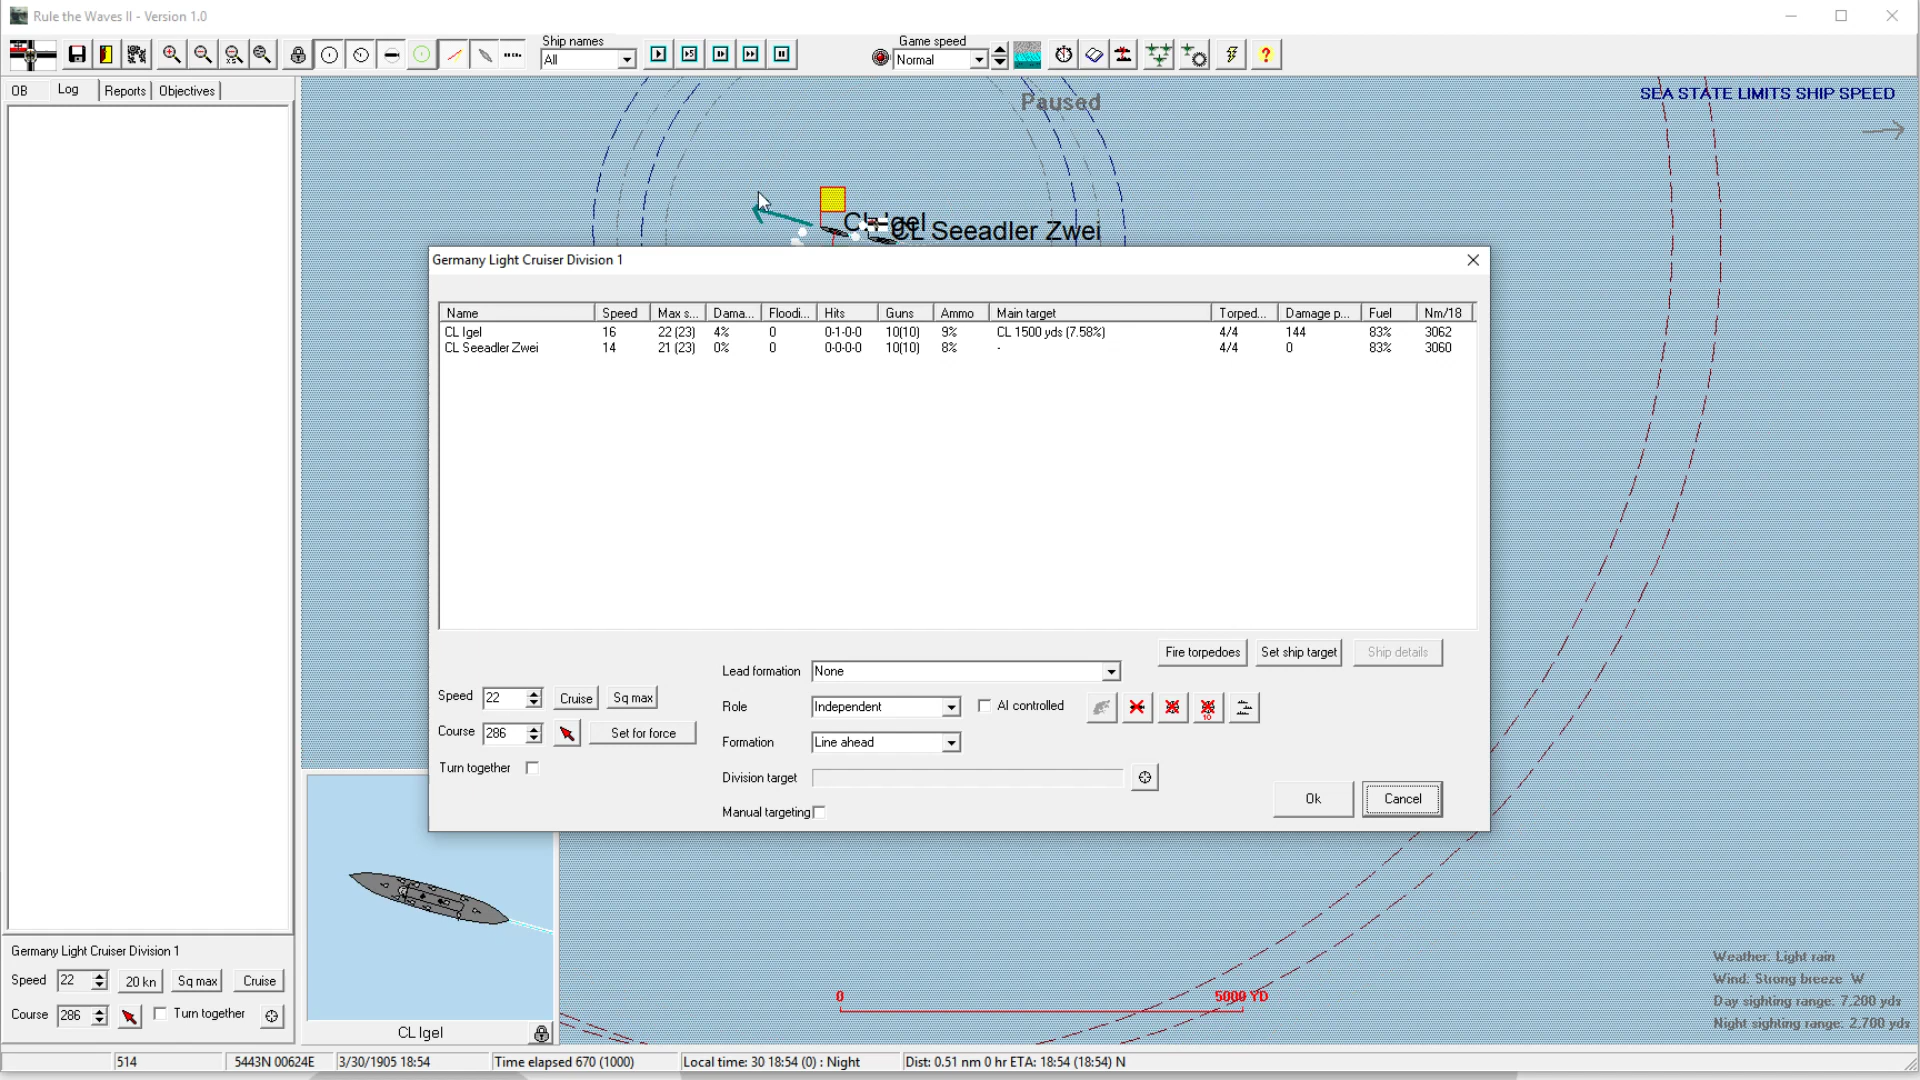 Rule the Waves II - Version 1.0
Ship names
All
Game speed
Normal
OB Log Reports Objectives
Paused
SEA STATE LIMITS SHIP SPEED
CL Igel
CL Seeadler Zwei
Germany Light Cruiser Division 1
Name Speed Max s... Dama... Floodi... Hits Guns Ammo Main target Torped... Damage p... Fuel Nm/18
CL Igel 16 22 (23) 4% 0 0-1-0-0 10(10) 9% CL 1500 yds (7.58%) 4/4 144 83% 3062
CL Seeadler Zwei 14 21 (23) 0% 0 0-0-0-0 10(10) 8% - 4/4 0 83% 3060
Fire torpedoes Set ship target Ship details
Lead formation None
Speed 22 Cruise Sq max
Role Independent AI controlled
10
Course 286 Set for force
Formation Line ahead
Turn together
Division target
Manual targeting
Ok Cancel
Germany Light Cruiser Division 1
Speed 22 20 kn Sq max Cruise
Course 286 Turn together
CL Igel
0 5000 YD
Weather: Light rain
Wind: Strong breeze W
Day sighting range: 7,200 yds
Night sighting range: 2,700 yds
514 5443N 00624E 3/30/1905 18:54 Time elapsed 670 (1000) Local time: 30 18:54 (0) : Night Dist: 0.51 nm 0 hr ETA: 18:54 (18:54) N